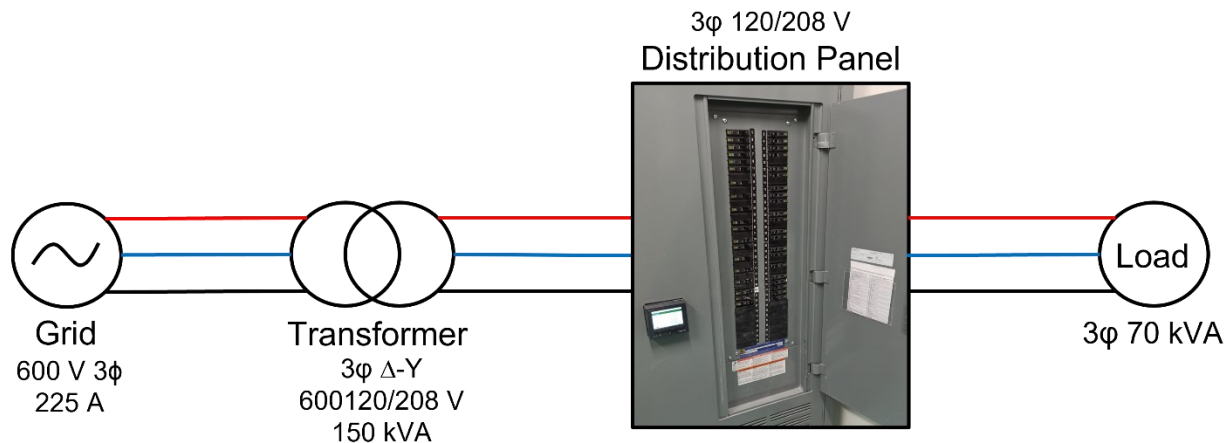 3φ 120/208 V
Distribution Panel
Grid
600 V 3ϕ
225 A
Transformer
3φ Δ-Y
600120/208 V
150 kVA
Load
3φ 70 kVA